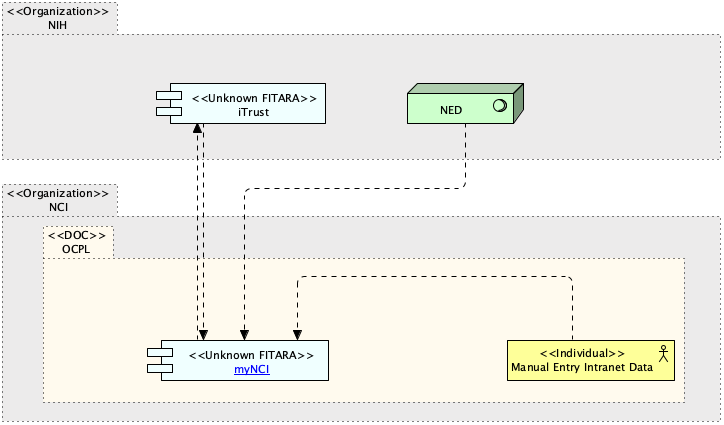 <<Organization>>
NIH
<<Unknown FITARA>>
iTrust
NED
<<Organization>>
NCI
<<DOC>>
OCPL
<<Unknown FITARA>>
myNCI
<<Individual>>
Manual Entry Intranet Data